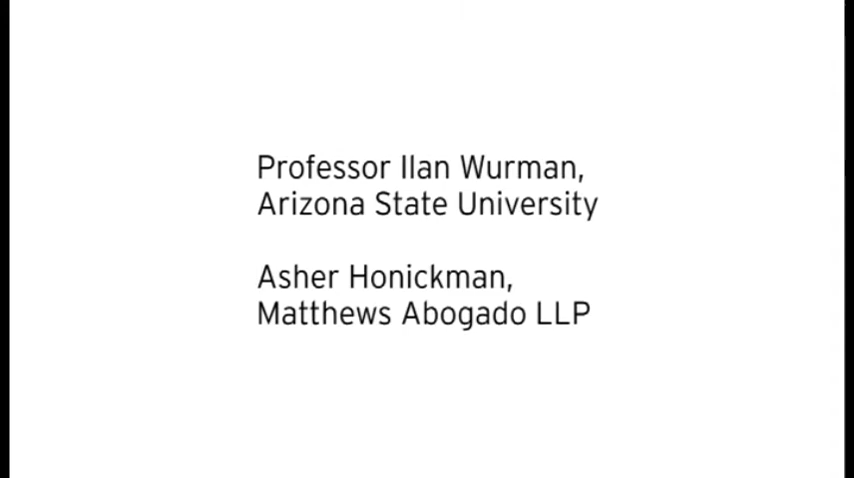 Professor Ilan Wurman,
Arizona State University
Asher Honickman,
Matthews Abogado LLP